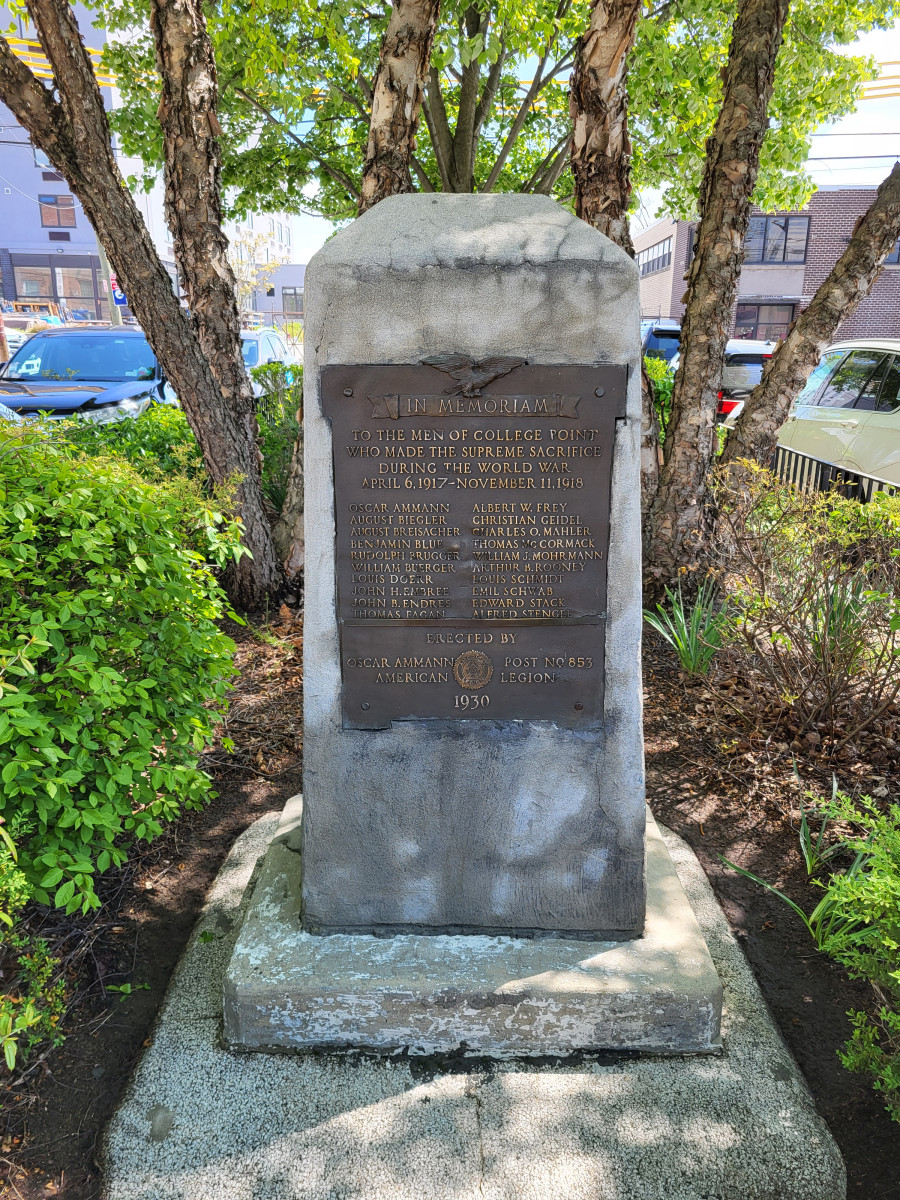 IN MEMORIAM
TO THE MEN OF COLLEGE POINT
WHO MADE THE SUPREME SACRIFICE
DURING THE WORLD WAR
APRIL 6, 1917-NOVEMBER 11, 1918
OSCAR AMMANN
AUGUST BIEGLER
AUGUST BREISACHER
BENJAMIN BLUE
RUDOLPH BRUGGER
WILLIAM BUERGER
LOUIS DOERR
JOHN H. EMBREE
JOHN B. ENDRES
THOMAS FAGAN
ALBERT W. FREY
CHRISTIAN GEIDEL
CHARLES O. MAHLER
THOMAS MCCORMACK
WILLIAM J. MOHRMANN
ARTHUR B. ROONEY
LOUIS SCHMIDT
EMIL SCHWAB
EDWARD STACK
ALFRED STENGEL
ERECTED BY
OSCAR AMMANN POST NO 853
AMERICAN LEGION
1930